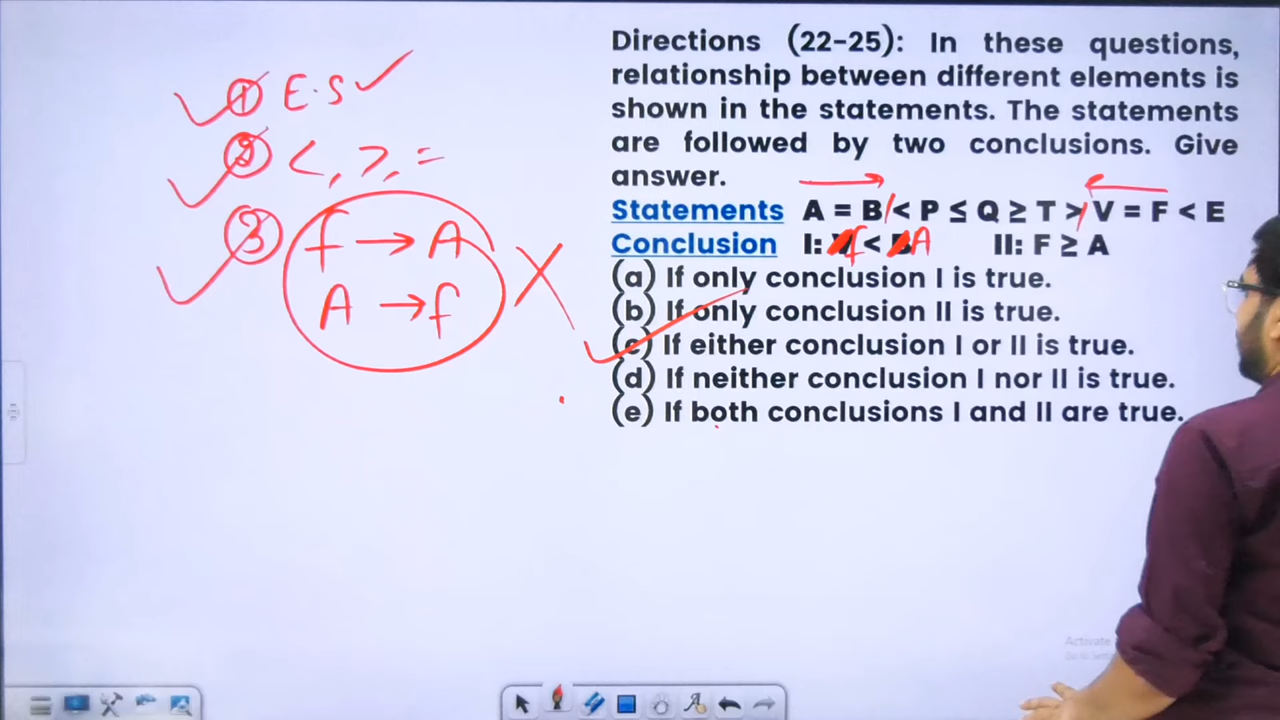 ① E.S
② <, >, =
③ f → A
A → f
Directions (22-25): In these questions,
relationship between different elements is
shown in the statements. The statements
are followed by two conclusions. Give
answer.
Statements A = B < P ≤ Q ≥ T > V = F < E
Conclusion I: f < A II: F ≥ A
(a) If only conclusion I is true.
(b) If only conclusion II is true.
(c) If either conclusion I or II is true.
(d) If neither conclusion I nor II is true.
(e) If both conclusions I and II are true.
Activate